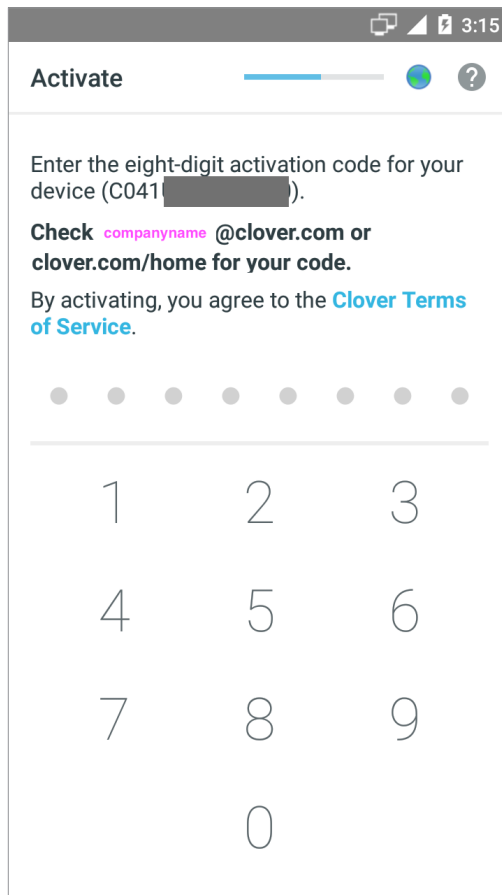 3:15
Activate
Enter the eight-digit activation code for your
device (C041 ).
Check companyname @clover.com or
clover.com/home for your code.
By activating, you agree to the Clover Terms
of Service.
1 2 3
4 5 6
7 8 9
0